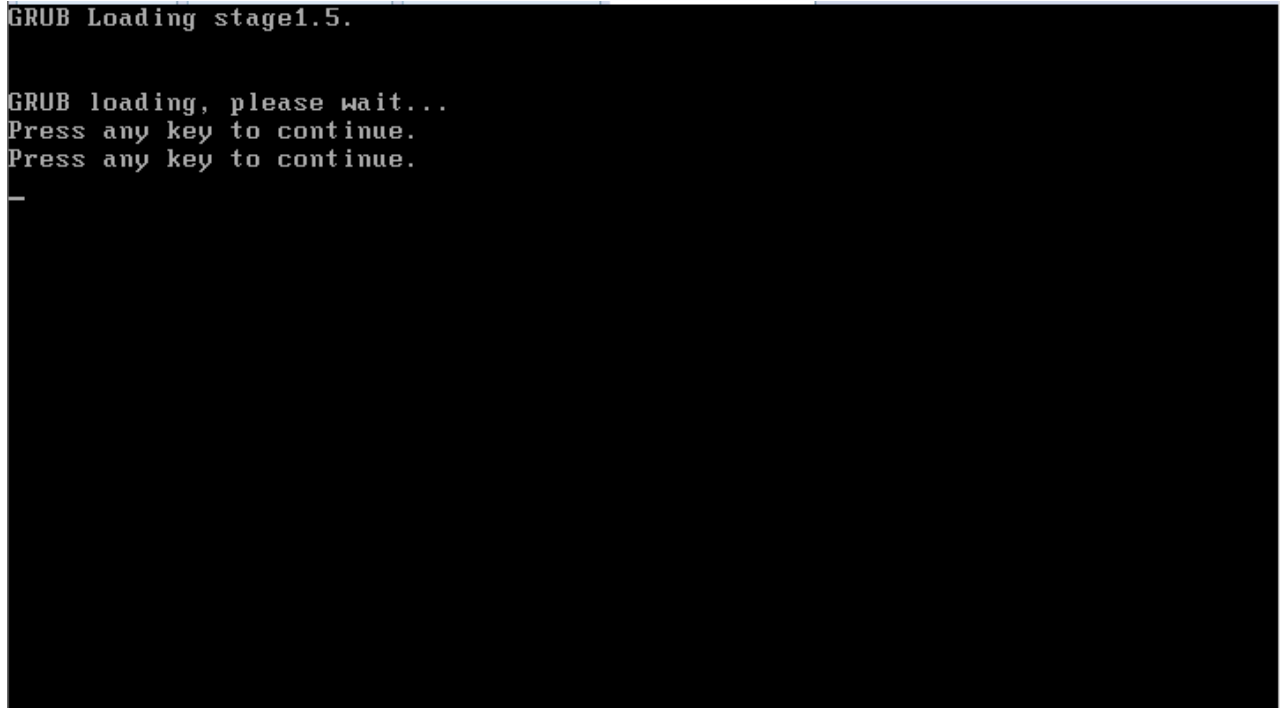 GRUB Loading stage1.5.
GRUB loading, please wait...
Press any key to continue.
Press any key to continue.